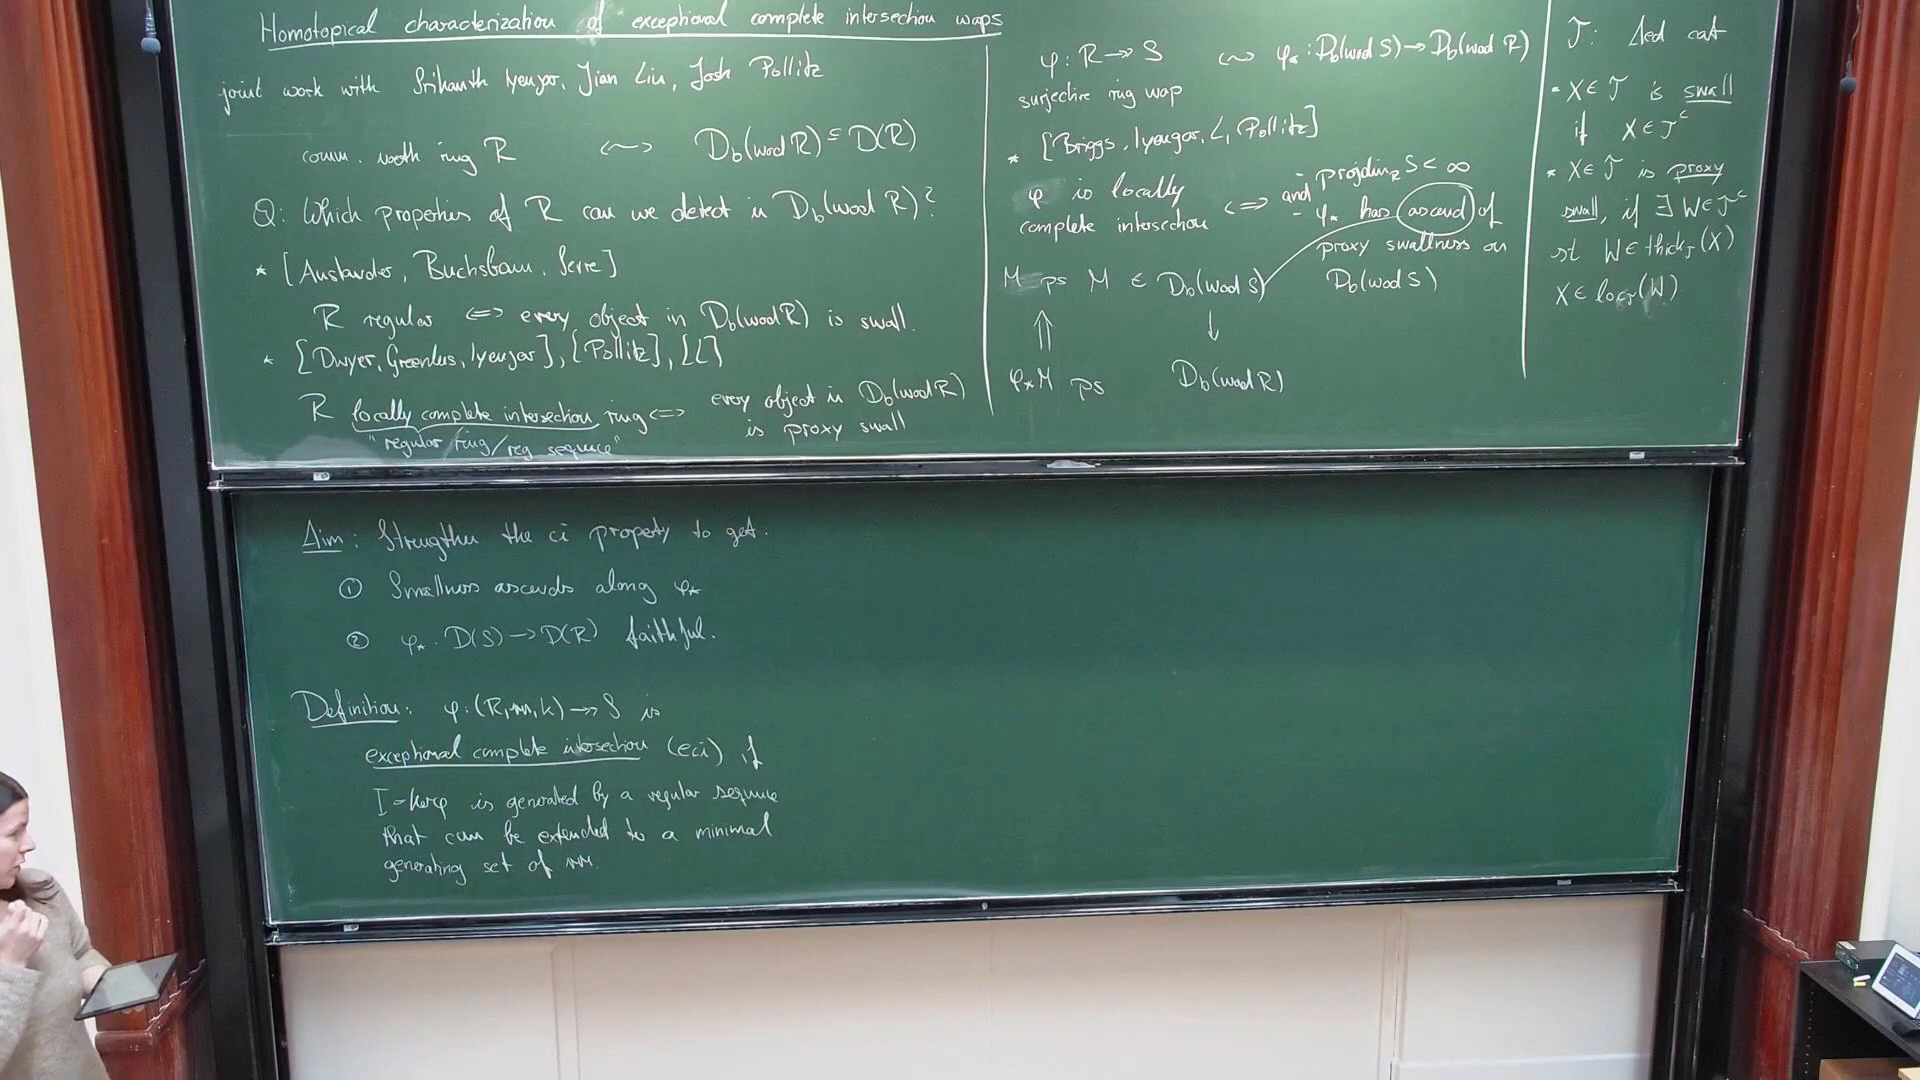 Homotopical characterization of exceptional complete intersection maps
joint work with Srikanth Iyengar, Jian Liu, Josh Pollitz
comm. noeth ring R ⟷ D_b(mod R) ⊆ D(R)
Q: Which properties of R can we detect in D_b(mod R)?
* [Auslander, Buchsbaum, Serre]
R regular ⟺ every object in D_b(mod R) is small.
* [Dwyer, Greenlees, Iyengar], [Pollitz], [L]
R locally complete intersection ring ⟺ every object in D_b(mod R)
is proxy small
"regular ring/reg sequence"
φ: R ↠ S ⇝ φ_*: D_b(mod S) → D_b(mod R)
surjective ring map
* [Briggs, Iyengar, L, Pollitz]
φ is locally
complete intersection ⟺
- projdim_R S < ∞
and - φ_* has ascend of
proxy smallness on
D_b(mod S)
M ps M ∈ D_b(mod S)
⇑ ↓
φ_*M ps D_b(mod R)
T: Δed cat
* X ∈ T is small
if X ∈ T^c
* X ∈ T is proxy
small, if ∃ W ∈ T^c
st W ∈ thick_T(X)
X ∈ loc_T(W)
Aim: Strengthen the ci property to get:
① Smallness ascends along φ_*
② φ_*: D(S) → D(R) faithful.
Definition: φ: (R, m, k) ↠ S is
exceptional complete intersection (eci) if
I = ker φ is generated by a regular sequence
that can be extended to a minimal
generating set of m.